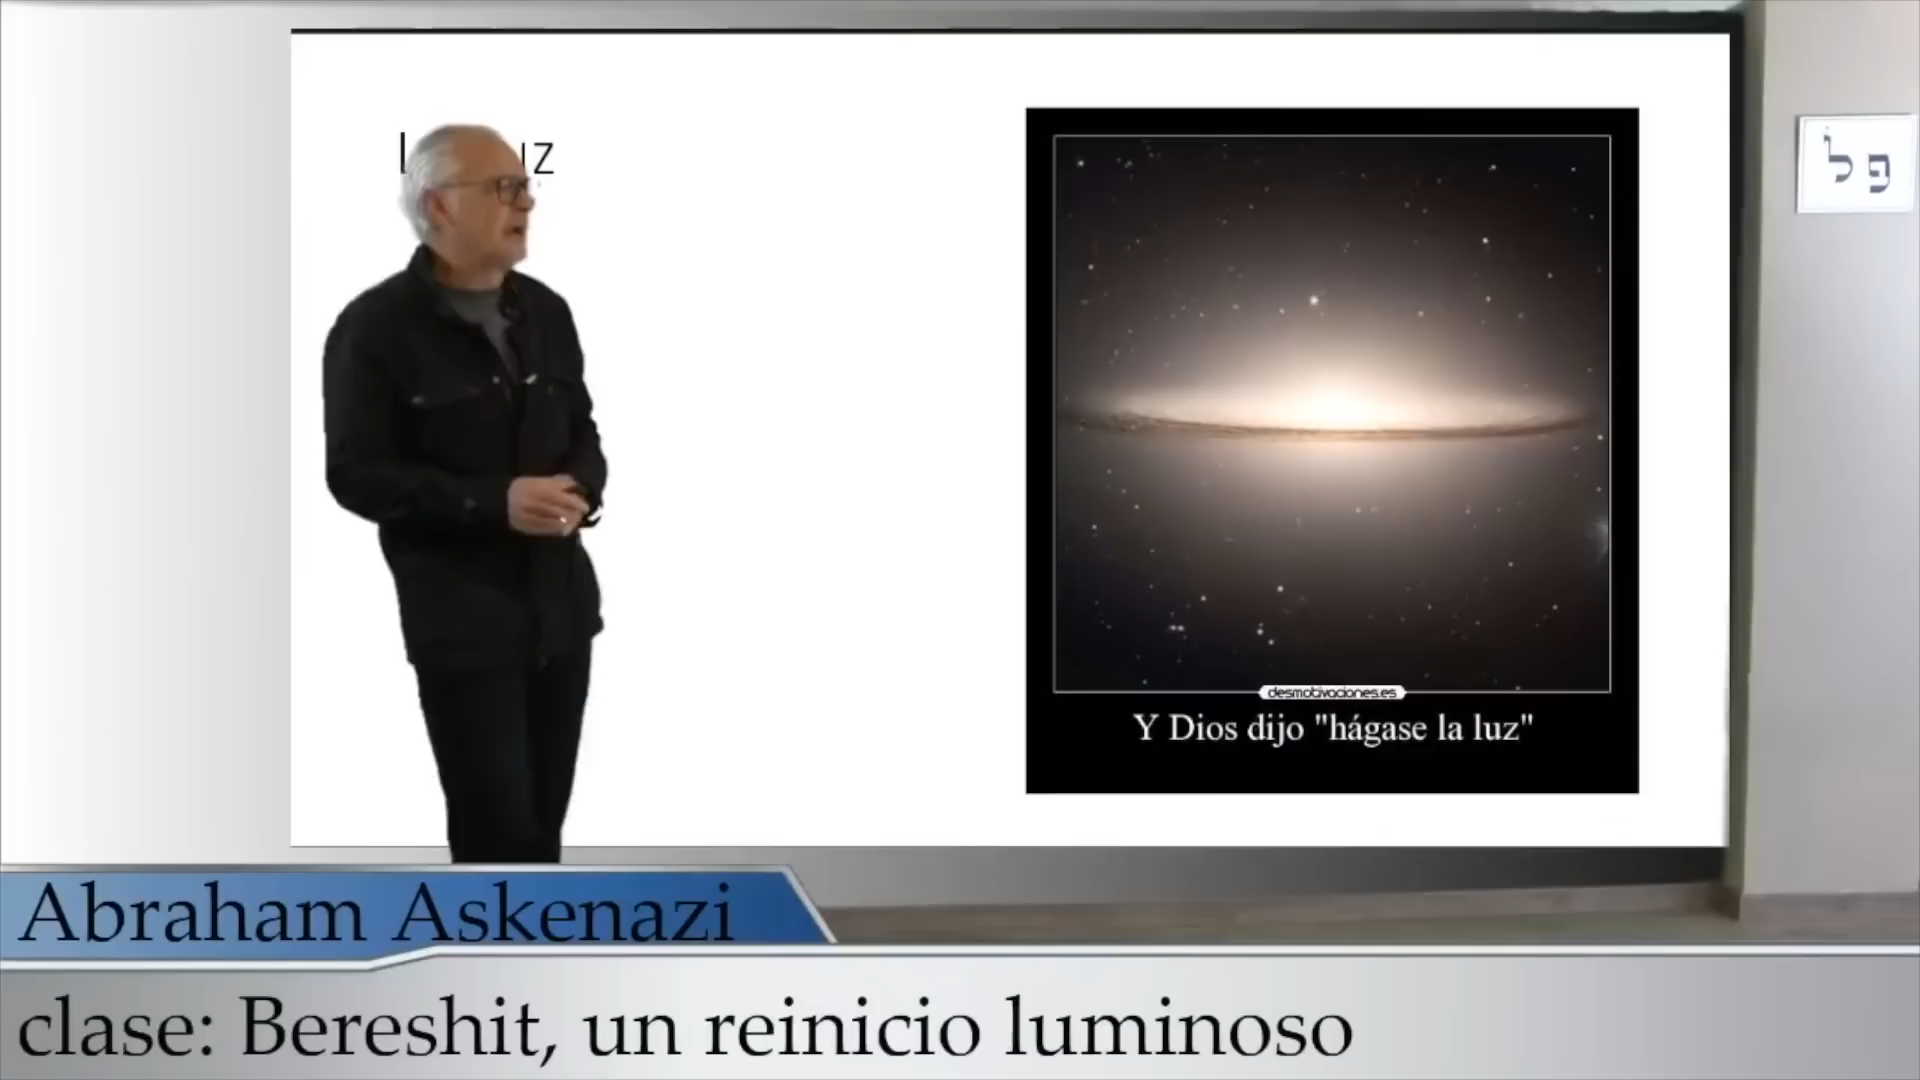 פ לֹ
desmotivaciones.es
Y Dios dijo "hágase la luz"
Abraham Askenazi
clase: Bereshit, un reinicio luminoso